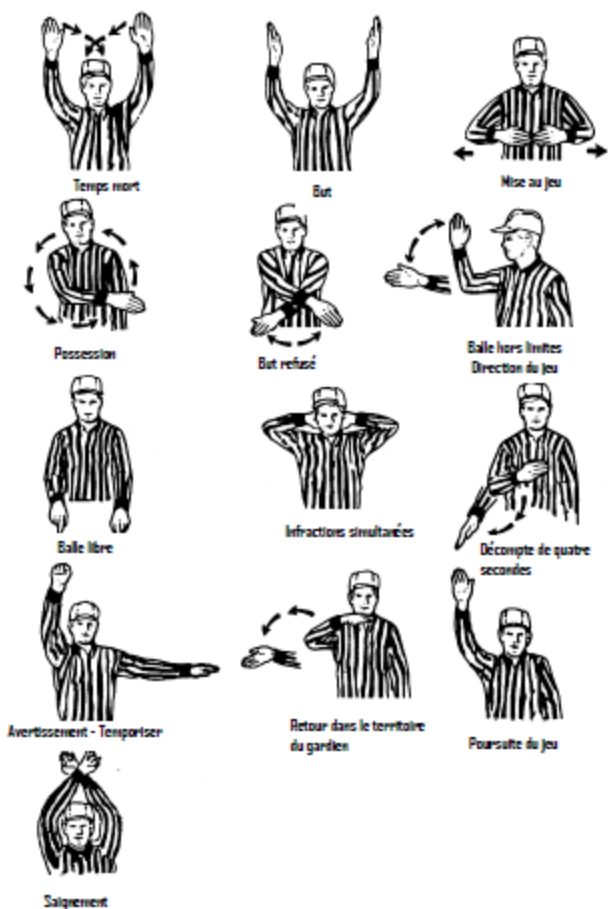 Temps mort
But
Mise au jeu
Possession
But refusé
Balle hors limites
Direction du jeu
Balle libre
Infractions simultanées
Décompte de quatre
secondes
Avertissement - Temporiser
Retour dans le territoire
du gardien
Poursuite du jeu
Saignement